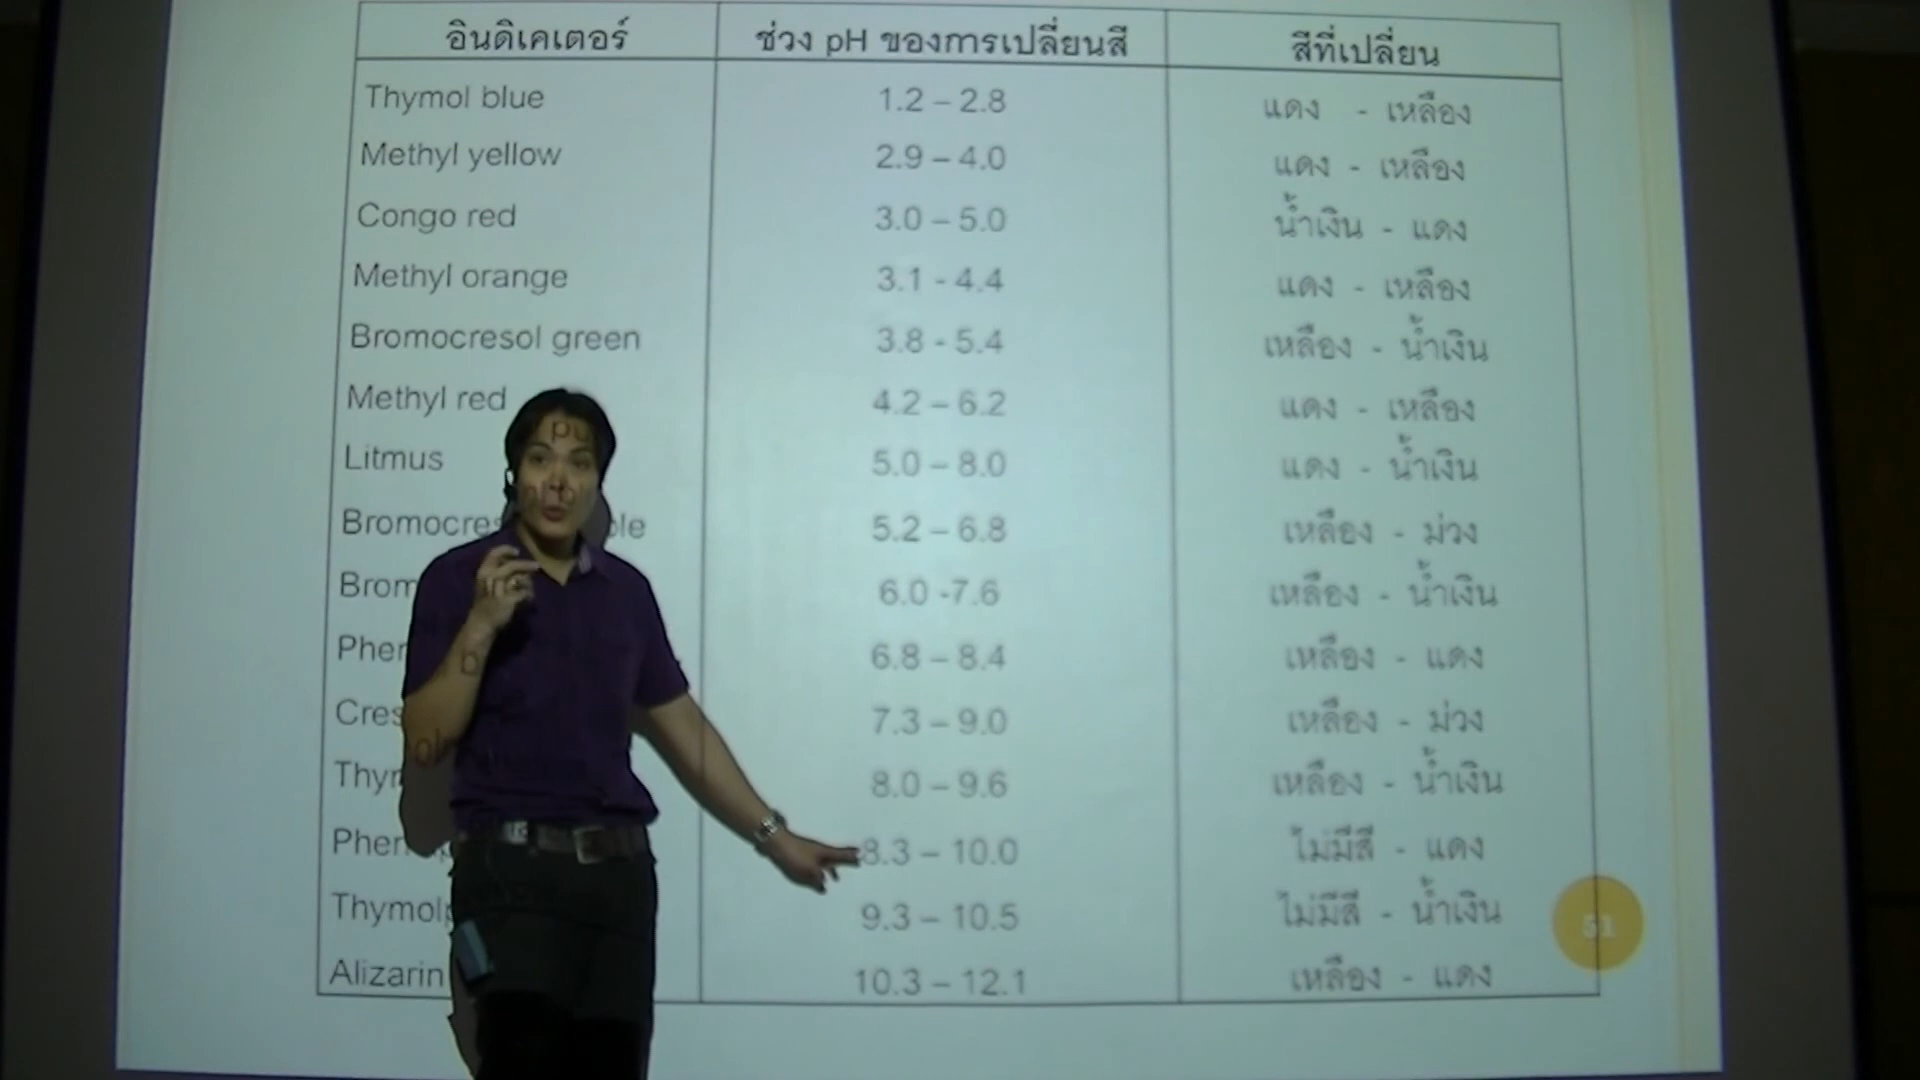 อินดิเคเตอร์ ช่วง pH ของการเปลี่ยนสี สีที่เปลี่ยน
Thymol blue 1.2 – 2.8 แดง - เหลือง
Methyl yellow 2.9 – 4.0 แดง - เหลือง
Congo red 3.0 – 5.0 น้ำเงิน - แดง
Methyl orange 3.1 - 4.4 แดง - เหลือง
Bromocresol green 3.8 - 5.4 เหลือง - น้ำเงิน
Methyl red 4.2 – 6.2 แดง - เหลือง
Litmus 5.0 – 8.0 แดง - น้ำเงิน
5.2 – 6.8 เหลือง - ม่วง
6.0 -7.6 เหลือง - น้ำเงิน
6.8 – 8.4 เหลือง - แดง
7.3 – 9.0 เหลือง - ม่วง
8.0 – 9.6 เหลือง - น้ำเงิน
8.3 – 10.0 ไม่มีสี - แดง
9.3 – 10.5 ไม่มีสี - น้ำเงิน
Alizarin 10.3 – 12.1 เหลือง - แดง